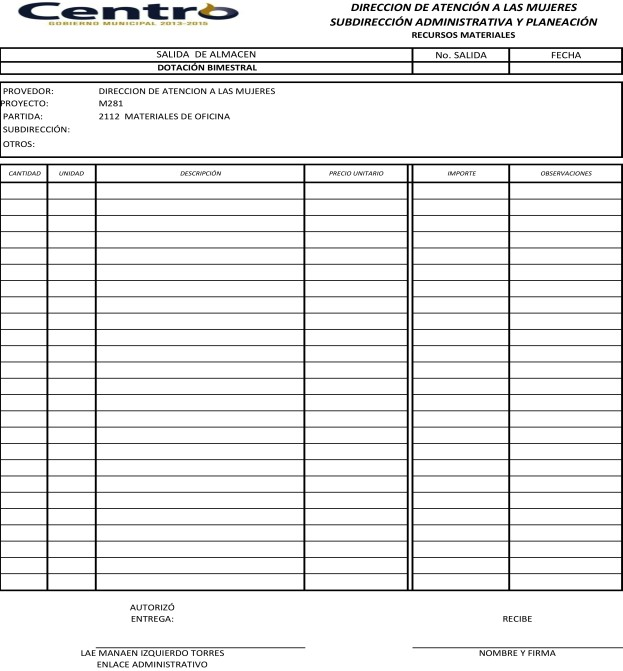 Centro
GOBIERNO MUNICIPAL 2013-2015
DIRECCION DE ATENCIÓN A LAS MUJERES
SUBDIRECCIÓN ADMINISTRATIVA Y PLANEACIÓN
RECURSOS MATERIALES
SALIDA DE ALMACEN No. SALIDA FECHA
DOTACIÓN BIMESTRAL
PROVEDOR: DIRECCION DE ATENCION A LAS MUJERES
PROYECTO: M281
PARTIDA: 2112 MATERIALES DE OFICINA
SUBDIRECCIÓN:
OTROS:
CANTIDAD UNIDAD DESCRIPCIÓN PRECIO UNITARIO IMPORTE OBSERVACIONES
AUTORIZÓ
ENTREGA: RECIBE
LAE MANAEN IZQUIERDO TORRES NOMBRE Y FIRMA
ENLACE ADMINISTRATIVO